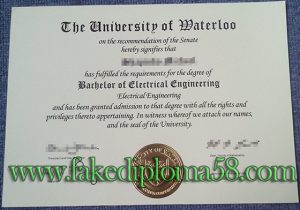 The University of Waterloo
on the recommendation of the Senate
hereby signifies that
has fulfilled the requirements for the degree of
Bachelor of Electrical Engineering
Electrical Engineering
and has been granted admission to that degree with all the rights and
privileges thereto appertaining. In witness whereof we attach our names,
and the seal of the University.
www.fakediploma58.com